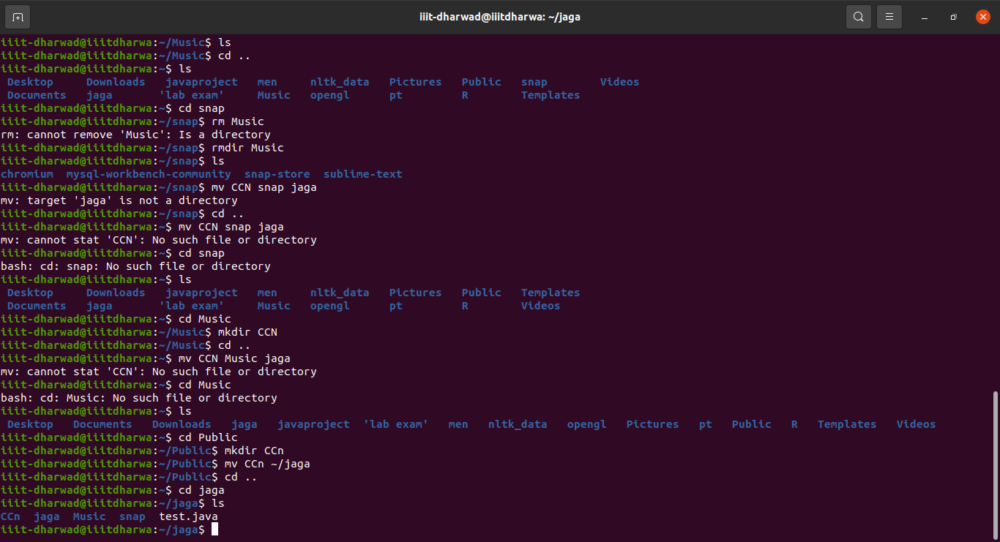 iiit-dharwad@iiitdharwa: ~/jaga
iiit-dharwad@iiitdharwa:~/Music$ ls
iiit-dharwad@iiitdharwa:~/Music$ cd ..
iiit-dharwad@iiitdharwa:~$ ls
Desktop Downloads javaproject men nltk_data Pictures Public snap Videos
Documents jaga 'lab exam' Music opengl pt R Templates
iiit-dharwad@iiitdharwa:~$ cd snap
iiit-dharwad@iiitdharwa:~/snap$ rm Music
rm: cannot remove 'Music': Is a directory
iiit-dharwad@iiitdharwa:~/snap$ rmdir Music
iiit-dharwad@iiitdharwa:~/snap$ ls
chromium mysql-workbench-community snap-store sublime-text
iiit-dharwad@iiitdharwa:~/snap$ mv CCN snap jaga
mv: target 'jaga' is not a directory
iiit-dharwad@iiitdharwa:~/snap$ cd ..
iiit-dharwad@iiitdharwa:~$ mv CCN snap jaga
mv: cannot stat 'CCN': No such file or directory
iiit-dharwad@iiitdharwa:~$ cd snap
bash: cd: snap: No such file or directory
iiit-dharwad@iiitdharwa:~$ ls
Desktop Downloads javaproject men nltk_data Pictures Public Templates
Documents jaga 'lab exam' Music opengl pt R Videos
iiit-dharwad@iiitdharwa:~$ cd Music
iiit-dharwad@iiitdharwa:~/Music$ mkdir CCN
iiit-dharwad@iiitdharwa:~/Music$ cd ..
iiit-dharwad@iiitdharwa:~$ mv CCN Music jaga
mv: cannot stat 'CCN': No such file or directory
iiit-dharwad@iiitdharwa:~$ cd Music
bash: cd: Music: No such file or directory
iiit-dharwad@iiitdharwa:~$ ls
Desktop Documents Downloads jaga javaproject 'lab exam' men nltk_data opengl Pictures pt Public R Templates Videos
iiit-dharwad@iiitdharwa:~$ cd Public
iiit-dharwad@iiitdharwa:~/Public$ mkdir CCn
iiit-dharwad@iiitdharwa:~/Public$ mv CCn ~/jaga
iiit-dharwad@iiitdharwa:~/Public$ cd ..
iiit-dharwad@iiitdharwa:~$ cd jaga
iiit-dharwad@iiitdharwa:~/jaga$ ls
CCn jaga Music snap test.java
iiit-dharwad@iiitdharwa:~/jaga$